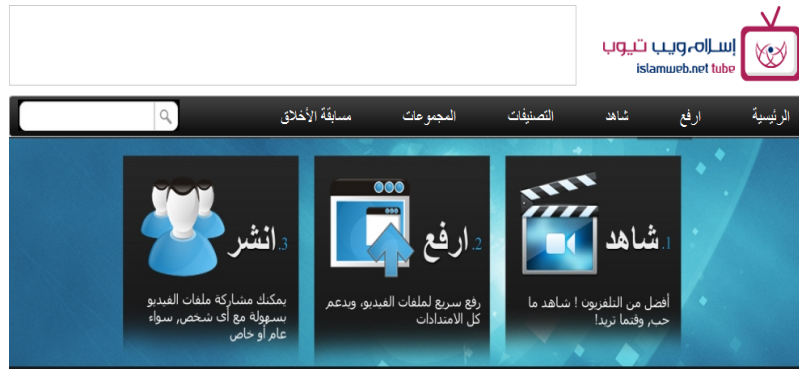 إسلام ويب تيوب
islamweb.net tube
الرئيسية
ارفع
شاهد
التصنيفات
المجموعات
مسابقة الأخلاق
1. شاهد
أفضل من التلفزيون ! شاهد ما
حب, وقتما تريد!
2. ارفع
رفع سريع لملفات الفيديو، ويدعم
كل الامتدادات
3. انشر
يمكنك مشاركة ملفات الفيديو
بسهولة مع أى شخص, سواء
عام أو خاص